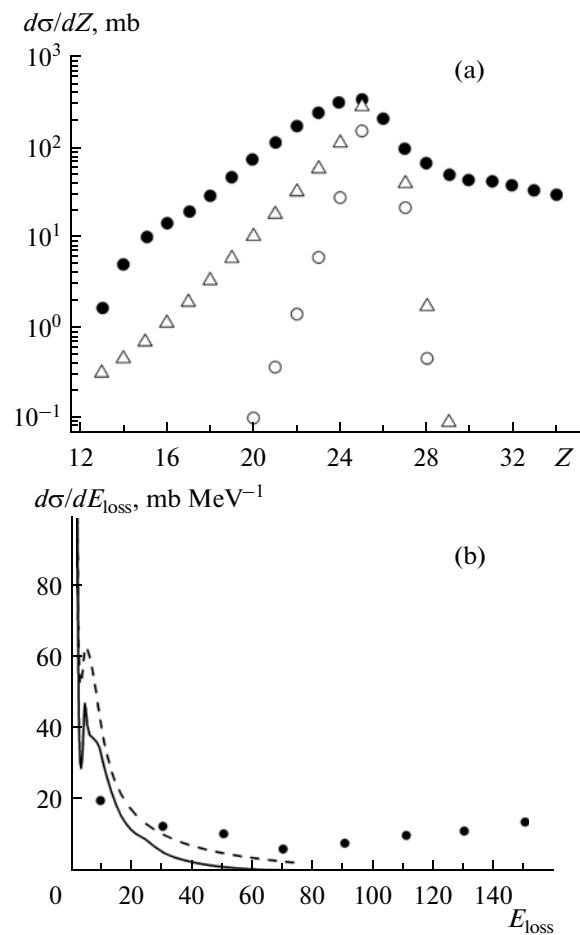 dσ/dZ, mb
(a)
10³
10²
10¹
10⁰
10⁻¹
12 16 20 24 28 32 Z
dσ/dE_loss, mb MeV⁻¹
(b)
80
60
40
20
0 20 40 60 80 100 120 140
E_loss